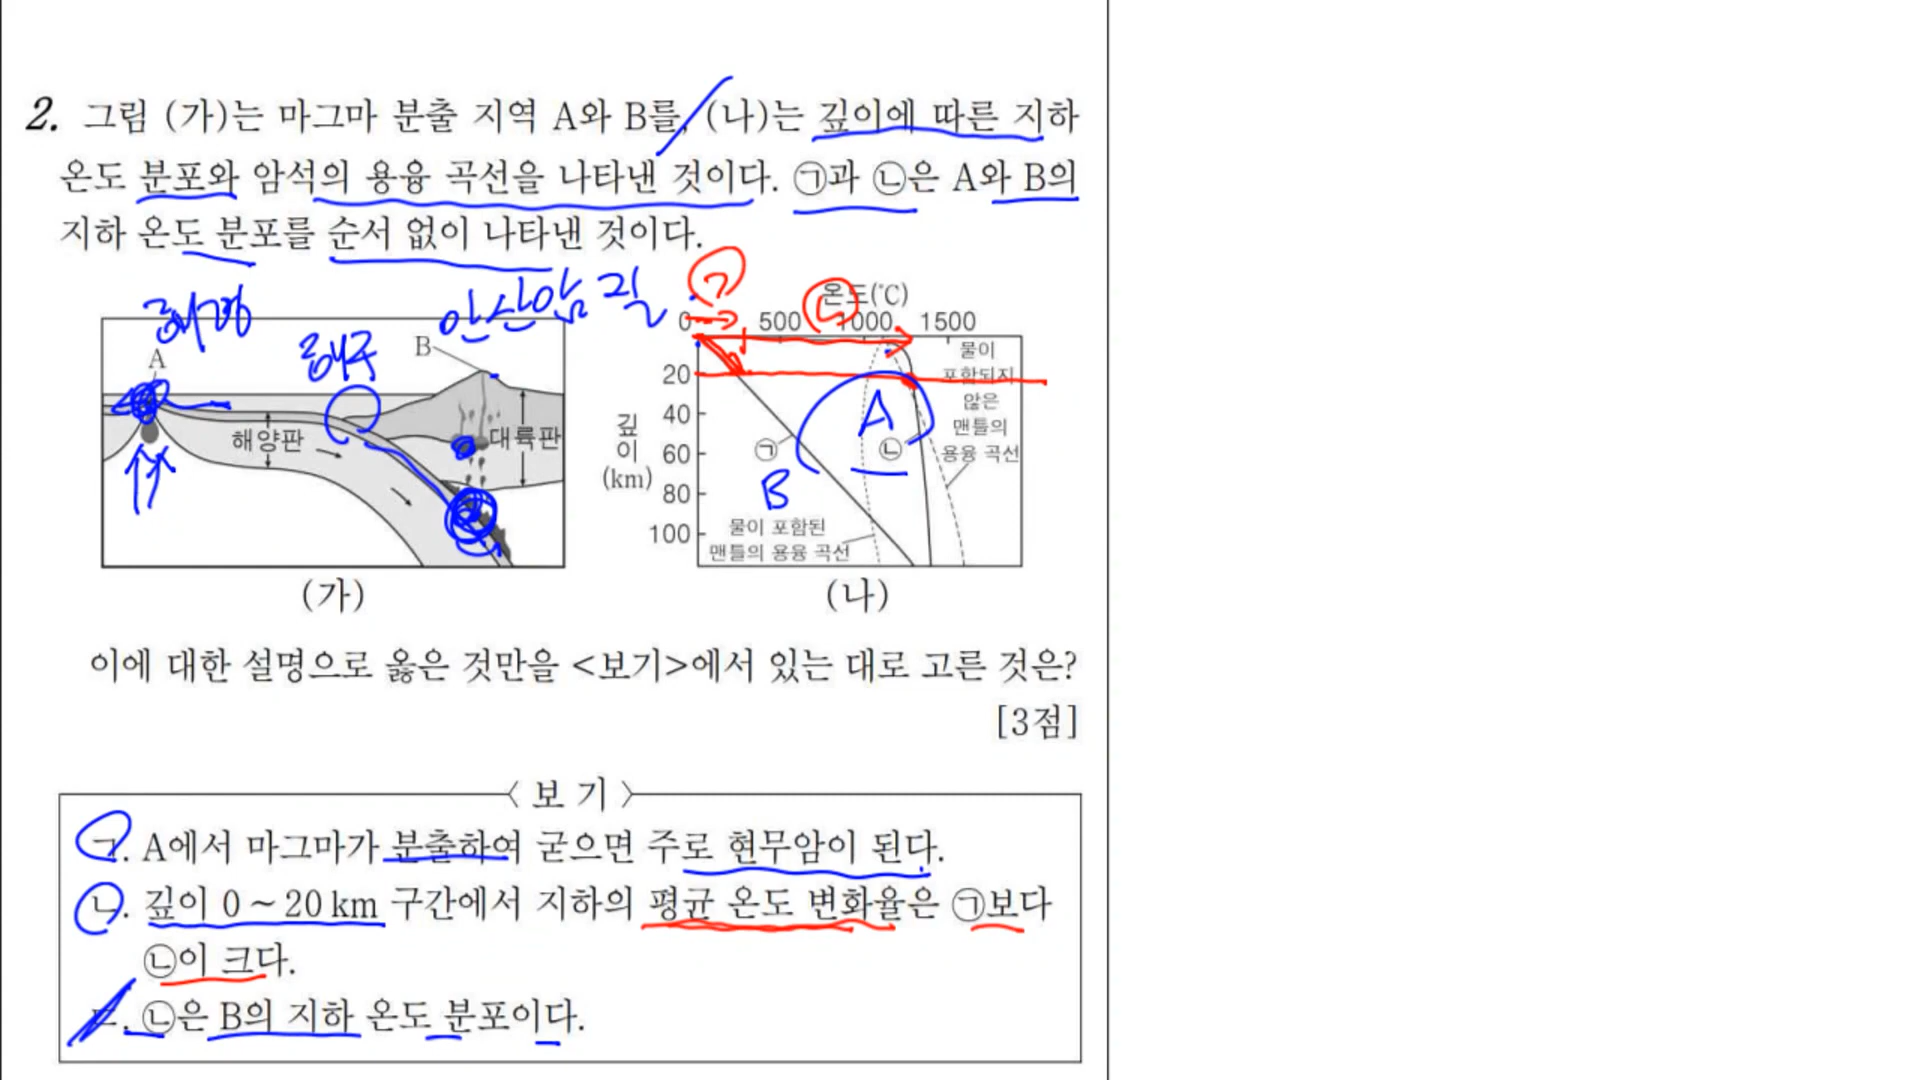 2. 그림 (가)는 마그마 분출 지역 A와 B를, (나)는 깊이에 따른 지하
온도 분포와 암석의 용융 곡선을 나타낸 것이다. ㉠과 ㉡은 A와 B의
지하 온도 분포를 순서 없이 나타낸 것이다.
해령
해구
안산암질
A
B
해양판
대륙판
(가)
㉠
㉡
온도(℃)
0 500 1000 1500
20
40
60
80
100
깊이
(km)
물이
포함되지
않은
맨틀의
용융 곡선
A
㉠
㉡
B
물이 포함된
맨틀의 용융 곡선
(나)
이에 대한 설명으로 옳은 것만을 <보기>에서 있는 대로 고른 것은?
[3점]
〈 보 기 〉
ㄱ. A에서 마그마가 분출하여 굳으면 주로 현무암이 된다.
ㄴ. 깊이 0 ~ 20 km 구간에서 지하의 평균 온도 변화율은 ㉠보다
㉡이 크다.
ㄷ. ㉡은 B의 지하 온도 분포이다.